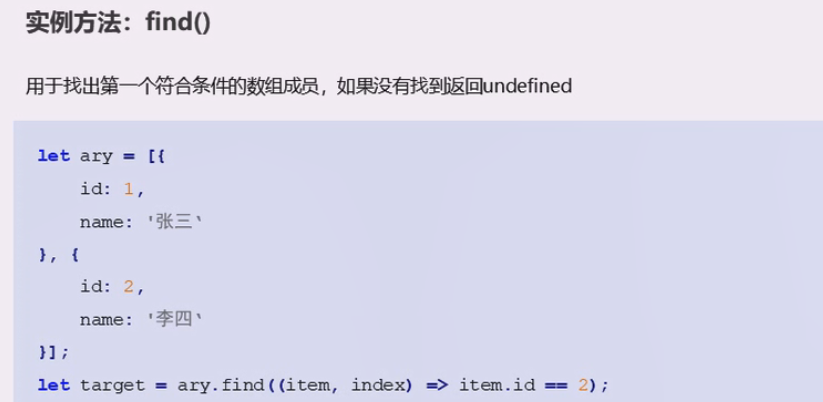 实例方法：find()
用于找出第一个符合条件的数组成员，如果没有找到返回undefined
let ary = [{
    id: 1,
    name: '张三‘
}, {
    id: 2,
    name: '李四‘
}];
let target = ary.find((item, index) => item.id == 2);